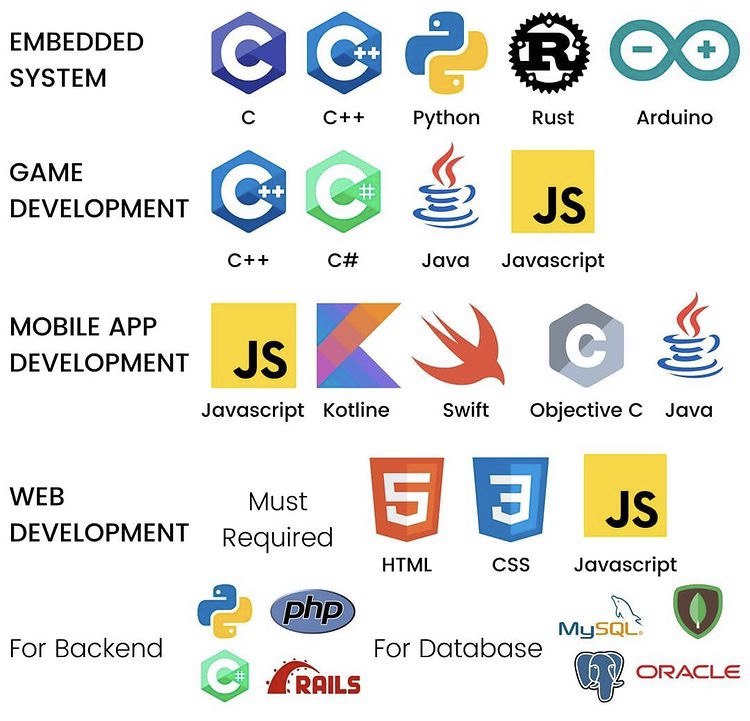 EMBEDDED
SYSTEM
C
C++
Python
Rust
Arduino
GAME
DEVELOPMENT
C++
C#
Java
JS
Javascript
MOBILE APP
DEVELOPMENT
JS
Javascript
Kotline
Swift
C
Objective C
Java
WEB
DEVELOPMENT
Must
Required
5
HTML
3
CSS
JS
Javascript
For Backend
php
C#
RAILS
For Database
MySQL
ORACLE